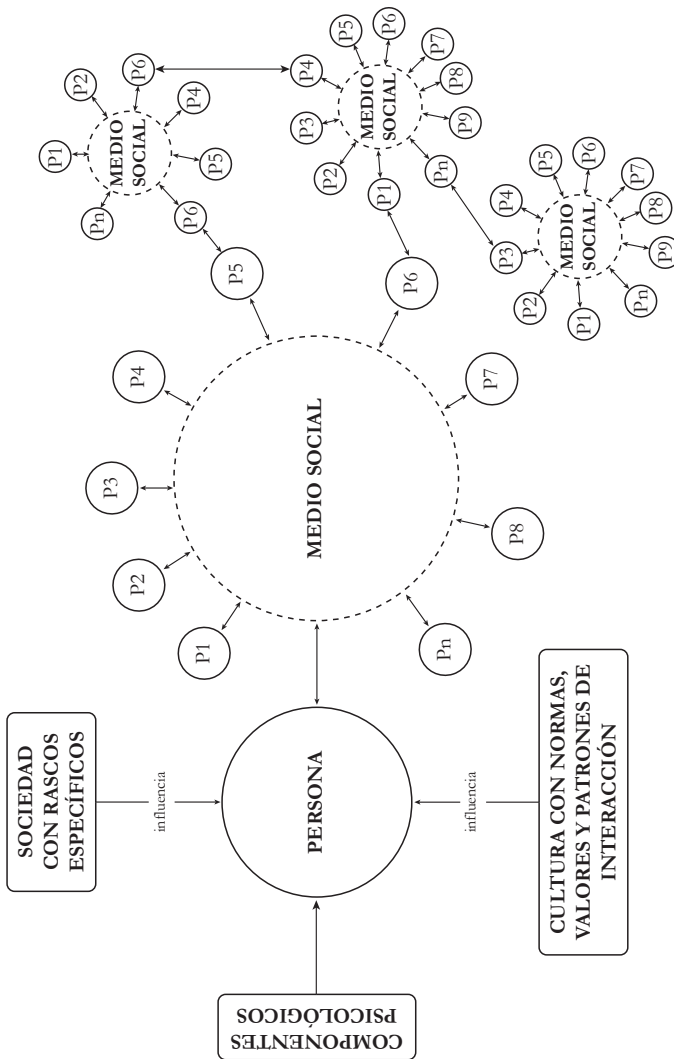 COMPONENTES
PSICOLÓGICOS
SOCIEDAD
CON RASCOS
ESPECÍFICOS
influencia
PERSONA
influencia
CULTURA CON NORMAS,
VALORES Y PATRONES DE
INTERACCIÓN
MEDIO SOCIAL
P1
P2
P3
P4
P5
P6
P7
P8
Pn
MEDIO
SOCIAL
Pn
P1
P2
P6
P4
P5
P6
MEDIO
SOCIAL
P1
P2
P3
P4
P5
P6
P7
P8
P9
Pn
MEDIO
SOCIAL
P1
P2
P3
P4
P5
P6
P7
P8
P9
Pn